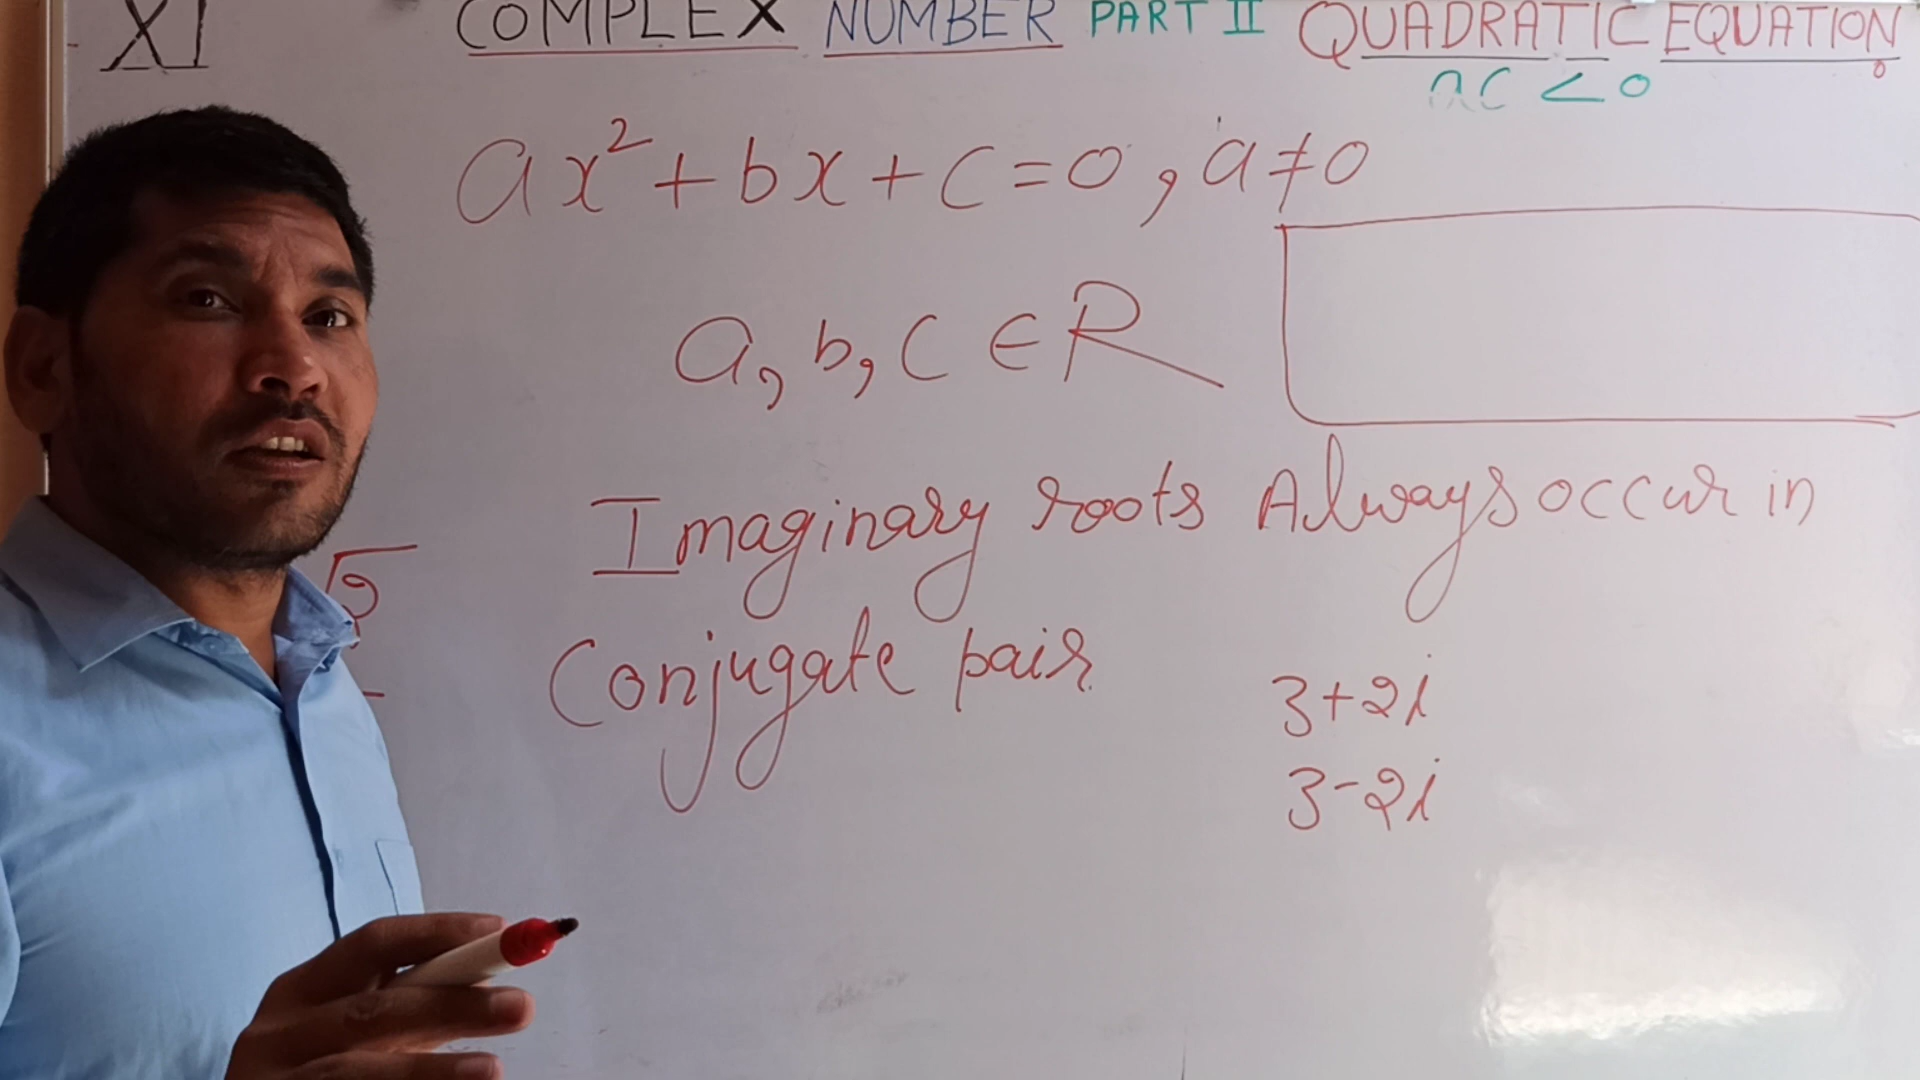 XI COMPLEX NUMBER PART II QUADRATIC EQUATION
ac < 0
ax² + bx + c = 0, a ≠ 0
a, b, c ∈ R
Imaginary roots Always occur in
Conjugate pair
3+2i
3-2i